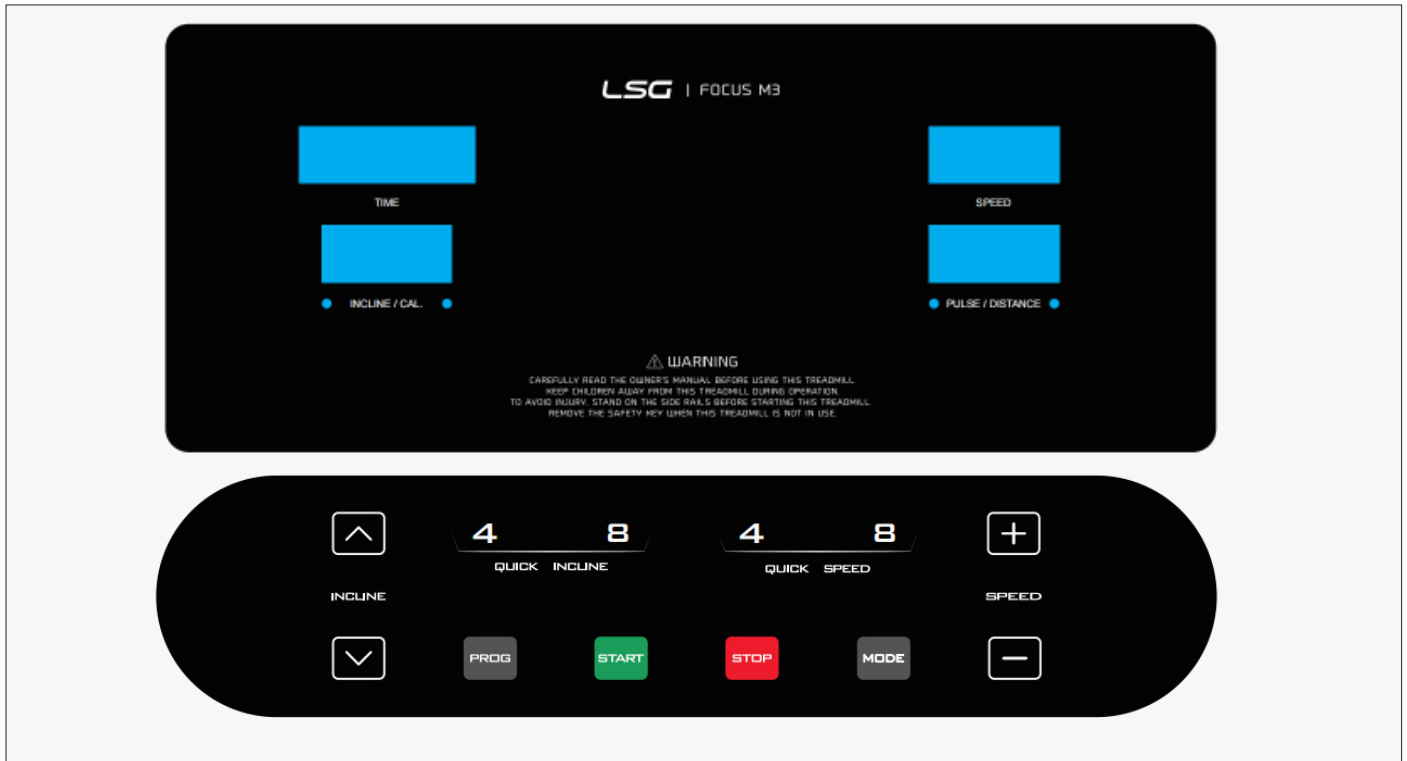 LSG | FOCUS M3
TIME
SPEED
INCLINE / CAL.
PULSE / DISTANCE
⚠ WARNING
CAREFULLY READ THE OWNER'S MANUAL BEFORE USING THIS TREADMILL.
KEEP CHILDREN AWAY FROM THIS TREADMILL DURING OPERATION.
TO AVOID INJURY, STAND ON THE SIDE RAILS BEFORE STARTING THIS TREADMILL.
REMOVE THE SAFETY KEY WHEN THIS TREADMILL IS NOT IN USE.
4 8
QUICK INCLINE
4 8
QUICK SPEED
INCLINE
SPEED
PROG
START
STOP
MODE